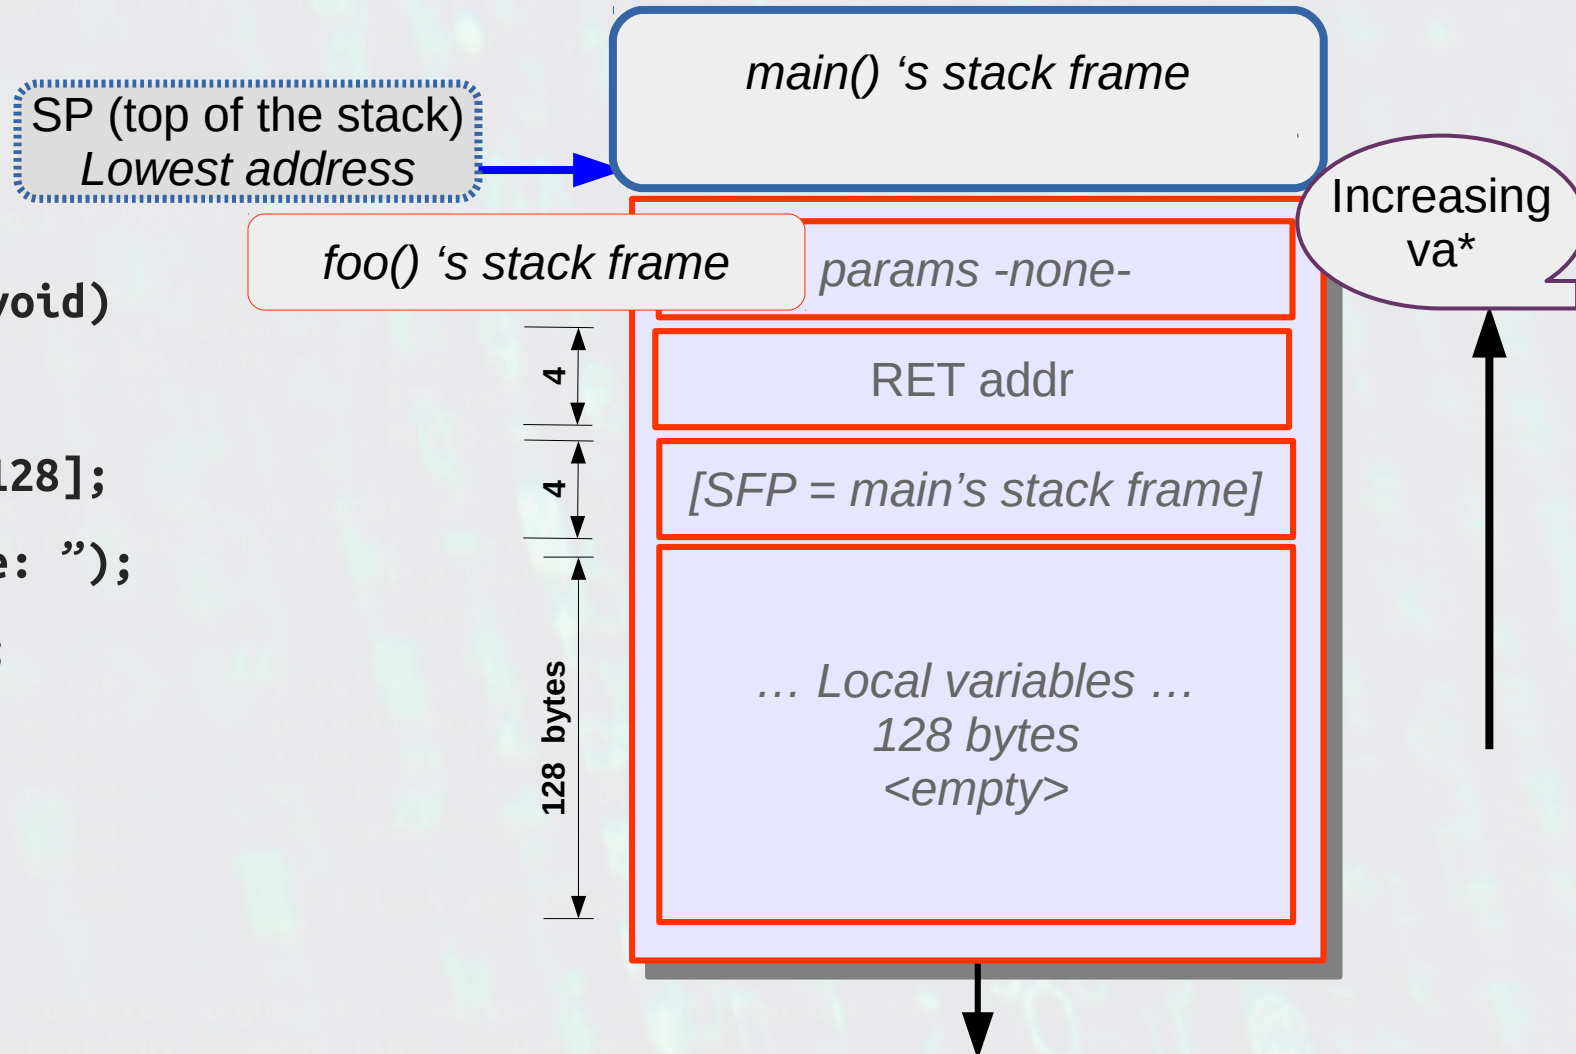 main() ‘s stack frame
SP (top of the stack)
Lowest address
Increasing
va*
foo() ‘s stack frame
params -none-
void)
4
RET addr
128];
4
[SFP = main’s stack frame]
e: ”);
;
128 bytes
… Local variables …
128 bytes
<empty>